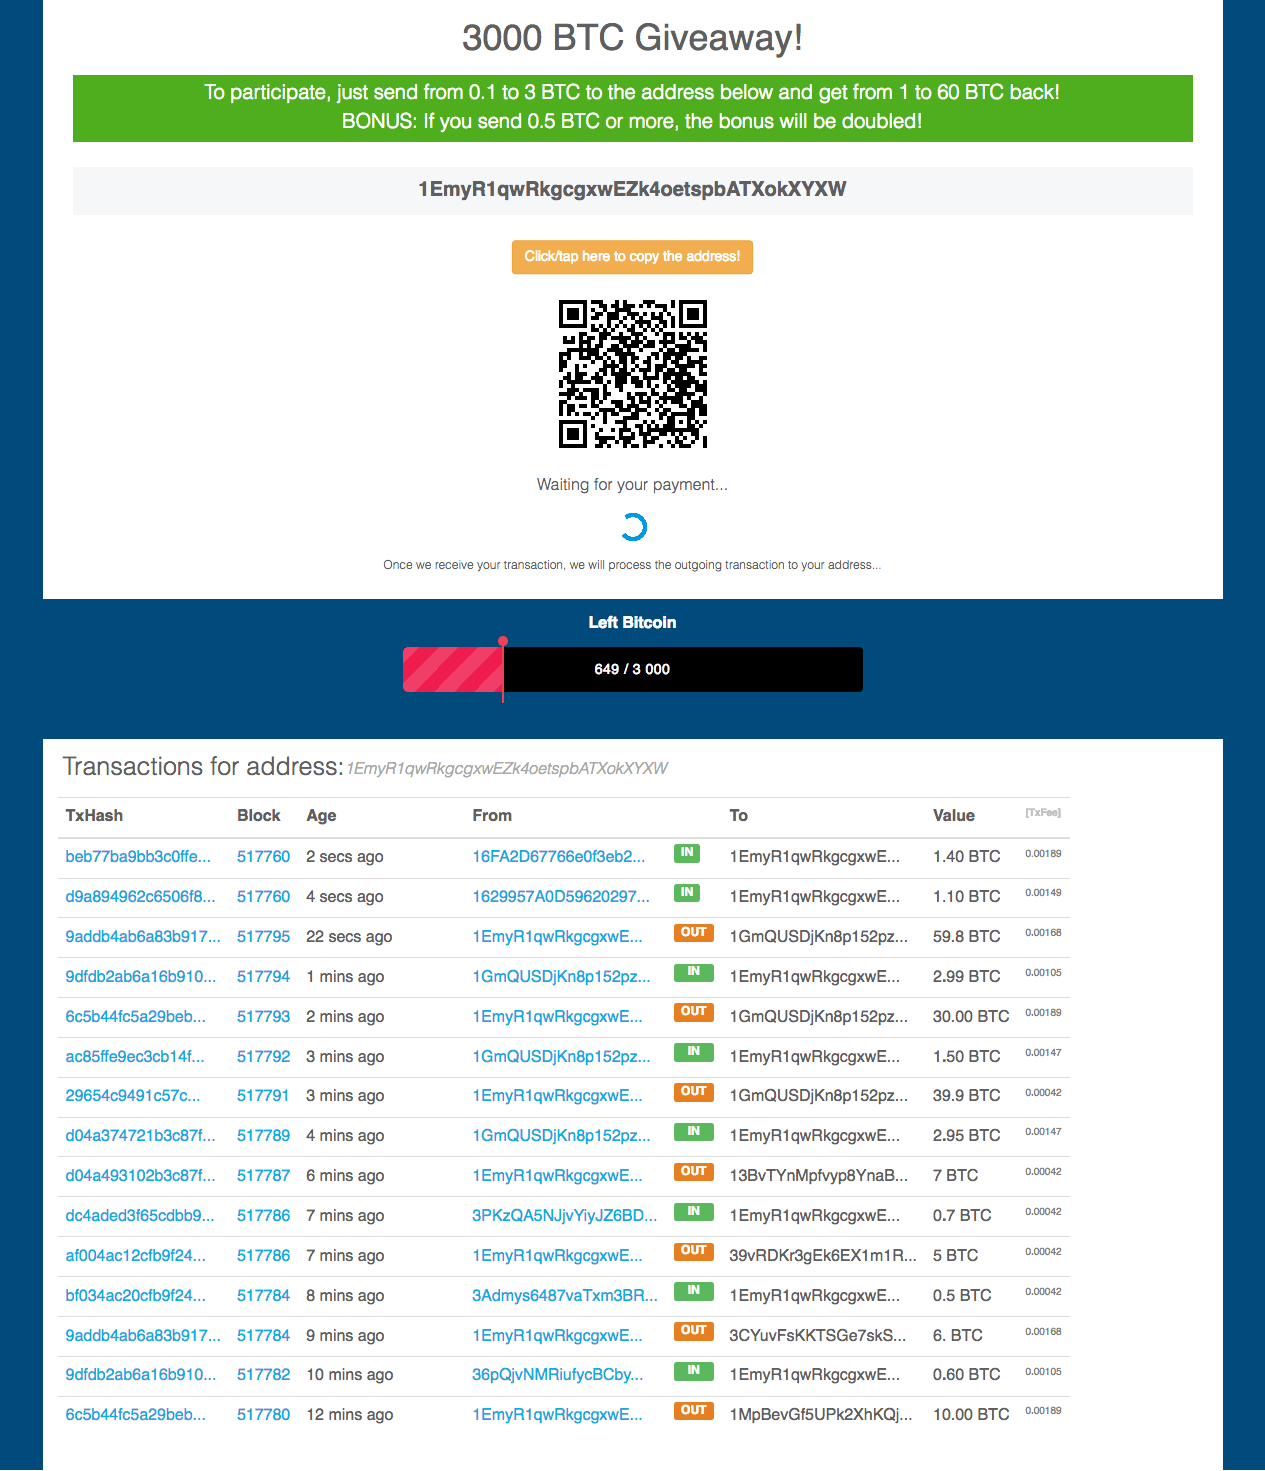 3000 BTC Giveaway!
To participate, just send from 0.1 to 3 BTC to the address below and get from 1 to 60 BTC back!
BONUS: If you send 0.5 BTC or more, the bonus will be doubled!
1EmyR1qwRkgcgxwEZk4oetspbATXokXYXW
Click/tap here to copy the address!
Waiting for your payment...
Once we receive your transaction, we will process the outgoing transaction to your address...
Left Bitcoin
649 / 3 000
Transactions for address: 1EmyR1qwRkgcgxwEZk4oetspbATXokXYXW
TxHash Block Age From To Value [TxFee]
beb77ba9bb3c0ffe... 517760 2 secs ago 16FA2D67766e0f3eb2... IN 1EmyR1qwRkgcgxwE... 1.40 BTC 0.00189
d9a894962c6506f8... 517760 4 secs ago 1629957A0D59620297... IN 1EmyR1qwRkgcgxwE... 1.10 BTC 0.00149
9addb4ab6a83b917... 517795 22 secs ago 1EmyR1qwRkgcgxwE... OUT 1GmQUSDjKn8p152pz... 59.8 BTC 0.00168
9dfdb2ab6a16b910... 517794 1 mins ago 1GmQUSDjKn8p152pz... IN 1EmyR1qwRkgcgxwE... 2.99 BTC 0.00105
6c5b44fc5a29beb... 517793 2 mins ago 1EmyR1qwRkgcgxwE... OUT 1GmQUSDjKn8p152pz... 30.00 BTC 0.00189
ac85ffe9ec3cb14f... 517792 3 mins ago 1GmQUSDjKn8p152pz... IN 1EmyR1qwRkgcgxwE... 1.50 BTC 0.00147
29654c9491c57c... 517791 3 mins ago 1EmyR1qwRkgcgxwE... OUT 1GmQUSDjKn8p152pz... 39.9 BTC 0.00042
d04a374721b3c87f... 517789 4 mins ago 1GmQUSDjKn8p152pz... IN 1EmyR1qwRkgcgxwE... 2.95 BTC 0.00147
d04a493102b3c87f... 517787 6 mins ago 1EmyR1qwRkgcgxwE... OUT 13BvTYnMpfvyp8YnaB... 7 BTC 0.00042
dc4aded3f65cdbb9... 517786 7 mins ago 3PKzQA5NJjvYiyJZ6BD... IN 1EmyR1qwRkgcgxwE... 0.7 BTC 0.00042
af004ac12cfb9f24... 517786 7 mins ago 1EmyR1qwRkgcgxwE... OUT 39vRDKr3gEk6EX1m1R... 5 BTC 0.00042
bf034ac20cfb9f24... 517784 8 mins ago 3Admys6487vaTxm3BR... IN 1EmyR1qwRkgcgxwE... 0.5 BTC 0.00042
9addb4ab6a83b917... 517784 9 mins ago 1EmyR1qwRkgcgxwE... OUT 3CYuvFsKKTSGe7skS... 6. BTC 0.00168
9dfdb2ab6a16b910... 517782 10 mins ago 36pQjvNMRiufycBCby... IN 1EmyR1qwRkgcgxwE... 0.60 BTC 0.00105
6c5b44fc5a29beb... 517780 12 mins ago 1EmyR1qwRkgcgxwE... OUT 1MpBevGf5UPk2XhKQj... 10.00 BTC 0.00189